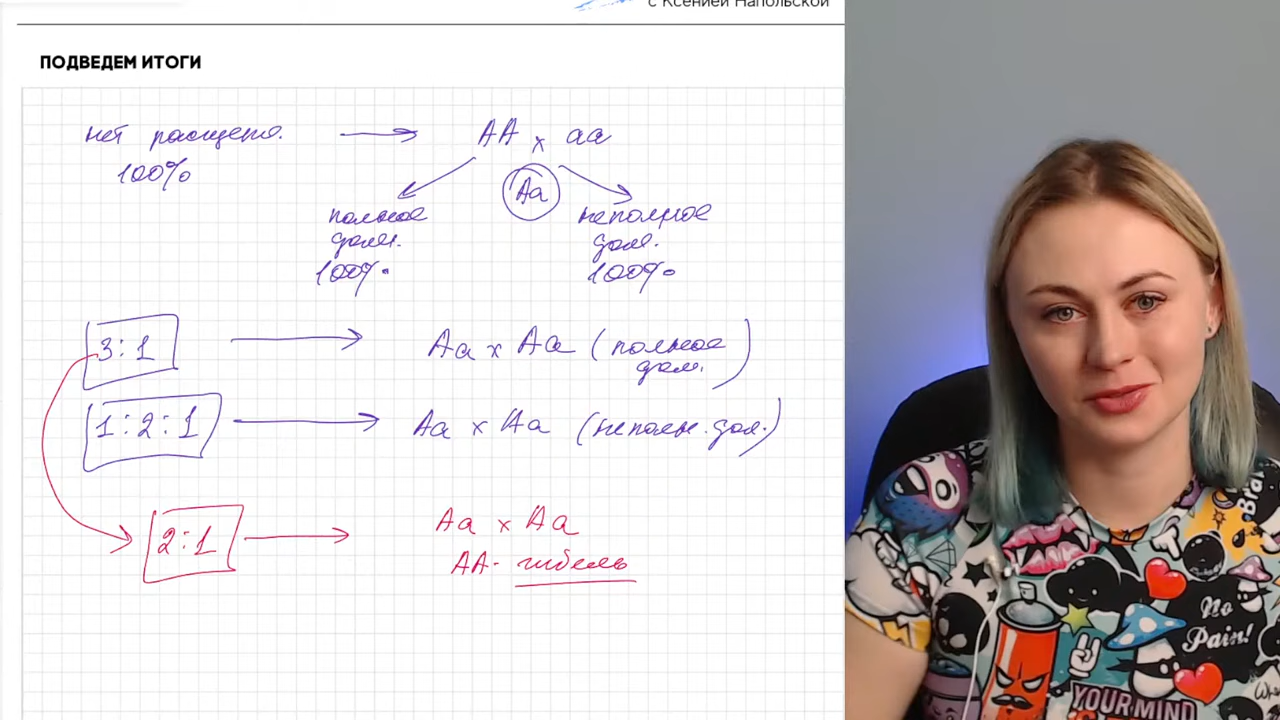 с Ксенией Напольской
ПОДВЕДЕМ ИТОГИ
нет расщепл. → AA x aa
100%
Aa
полное неполное
дом. дом.
100% 100%
3:1 → Aa x Aa (полное
дом.)
1:2:1 → Aa x Aa (неполн. дом.)
2:1 → Aa x Aa
AA - гибель
Brai
No
Pain!
YOUR MIND